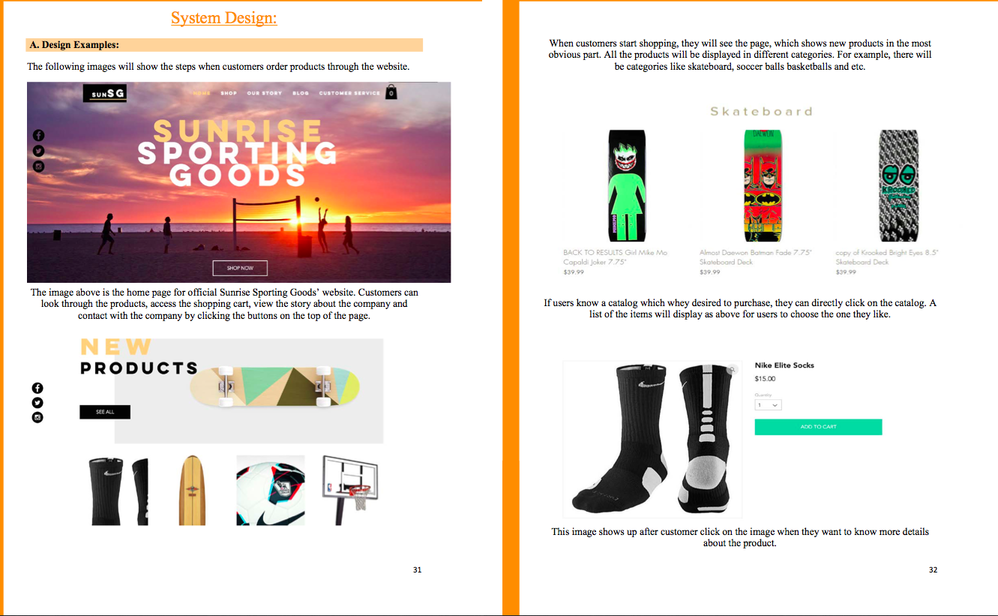 System Design:
A. Design Examples:
The following images will show the steps when customers order products through the website.
SUNSG
HOME SHOP OUR STORY BLOG CUSTOMER SERVICE
0
SUNRISE
SPORTING
GOODS
SHOP NOW
The image above is the home page for official Sunrise Sporting Goods' website. Customers can
look through the products, access the shopping cart, view the story about the company and
contact with the company by clicking the buttons on the top of the page.
NEW
PRODUCTS
SEE ALL
31
When customers start shopping, they will see the page, which shows new products in the most
obvious part. All the products will be displayed in different categories. For example, there will
be categories like skateboard, soccer balls basketballs and etc.
Skateboard
KROOKED
BACK TO RESULTS Girl Mike Mo
Capaldi Joker 7.75"
$39.99
Almost Daewon Batman Fade 7.75"
Skateboard Deck
$39.99
copy of Krooked Bright Eyes 8.5"
Skateboard Deck
$39.99
If users know a catalog which whey desired to purchase, they can directly click on the catalog. A
list of the items will display as above for users to choose the one they like.
Nike Elite Socks
$15.00
Quantity
1
ADD TO CART
This image shows up after customer click on the image when they want to know more details
about the product.
32